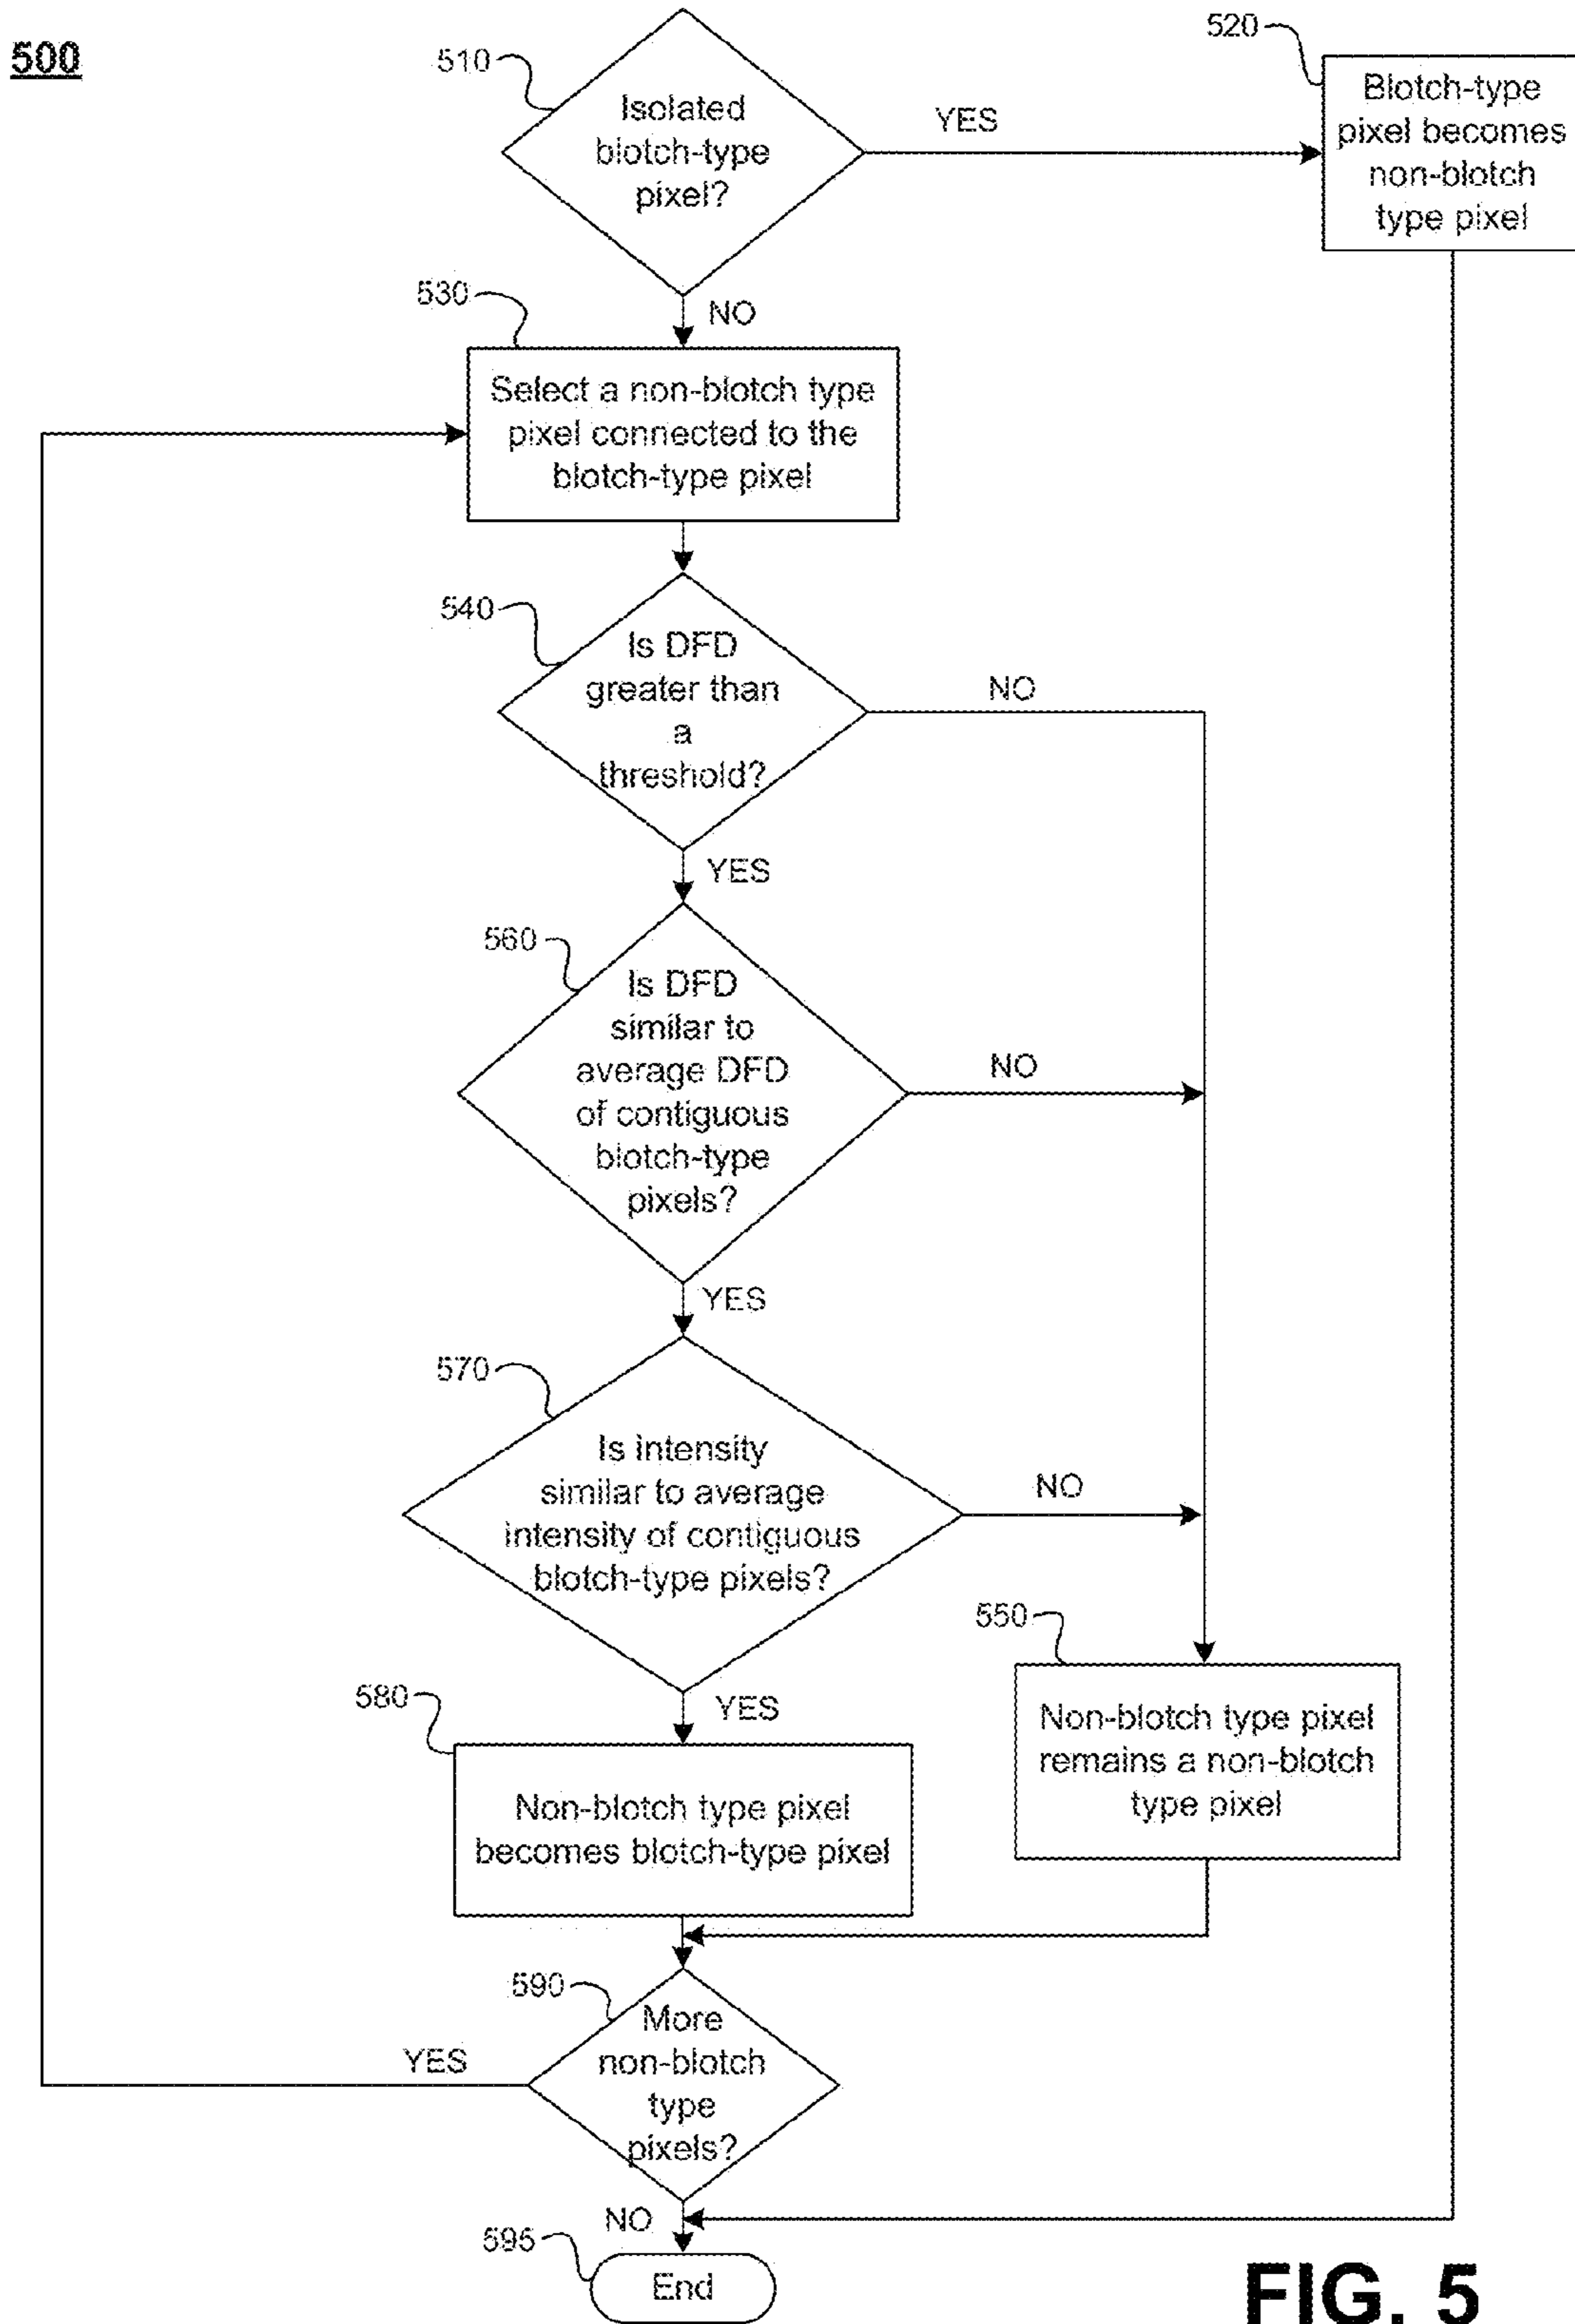 500
510
Isolated
blotch-type
pixel?
YES
520
Blotch-type
pixel becomes
non-blotch
type pixel
NO
530
Select a non-blotch type
pixel connected to the
blotch-type pixel
540
Is DFD
greater than
a
threshold?
NO
YES
560
Is DFD
similar to
average DFD
of contiguous
blotch-type
pixels?
NO
YES
570
Is intensity
similar to average
intensity of contiguous
blotch-type pixels?
NO
YES
550
Non-blotch type pixel
remains a non-blotch
type pixel
580
Non-blotch type pixel
becomes blotch-type pixel
590
More
non-blotch
type
pixels?
YES
NO
595
End
FIG. 5